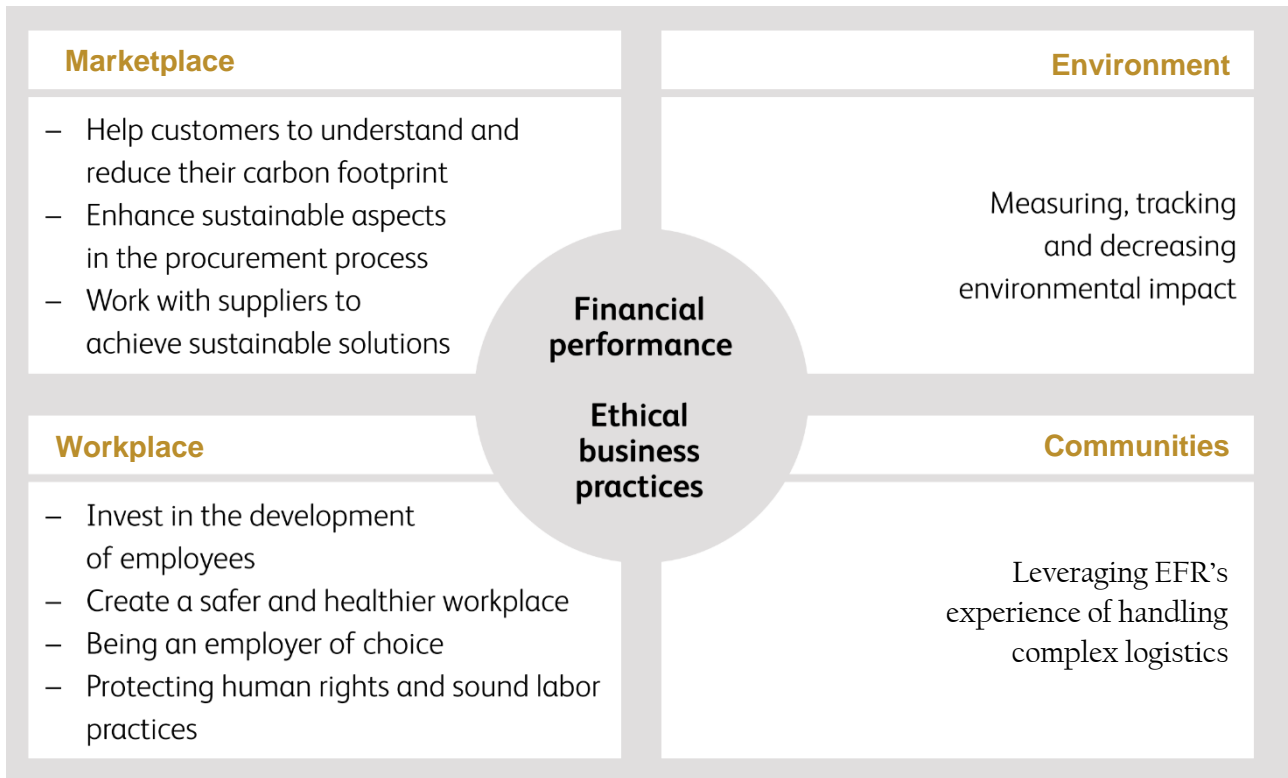 Marketplace
– Help customers to understand and
reduce their carbon footprint
– Enhance sustainable aspects
in the procurement process
– Work with suppliers to
achieve sustainable solutions
Environment
Measuring, tracking
and decreasing
environmental impact
Financial
performance
Ethical
business
practices
Workplace
– Invest in the development
of employees
– Create a safer and healthier workplace
– Being an employer of choice
– Protecting human rights and sound labor
practices
Communities
Leveraging EFR’s
experience of handling
complex logistics